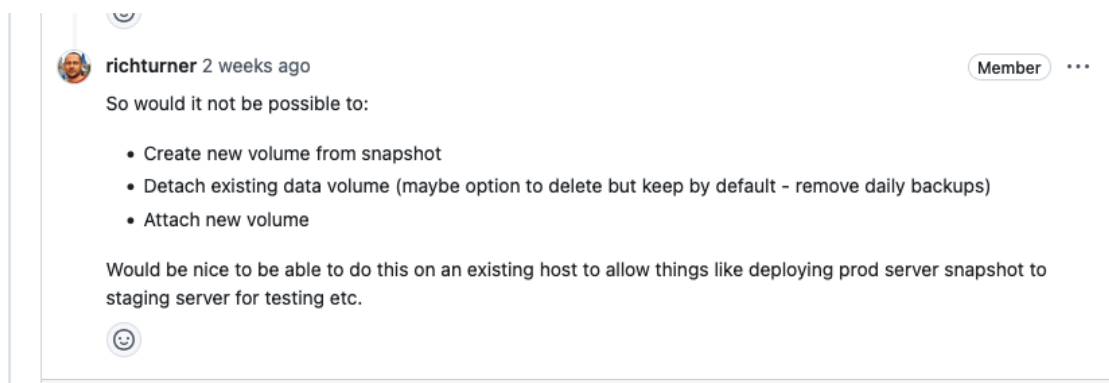 richturner 2 weeks ago
Member
So would it not be possible to:
• Create new volume from snapshot
• Detach existing data volume (maybe option to delete but keep by default - remove daily backups)
• Attach new volume
Would be nice to be able to do this on an existing host to allow things like deploying prod server snapshot to
staging server for testing etc.